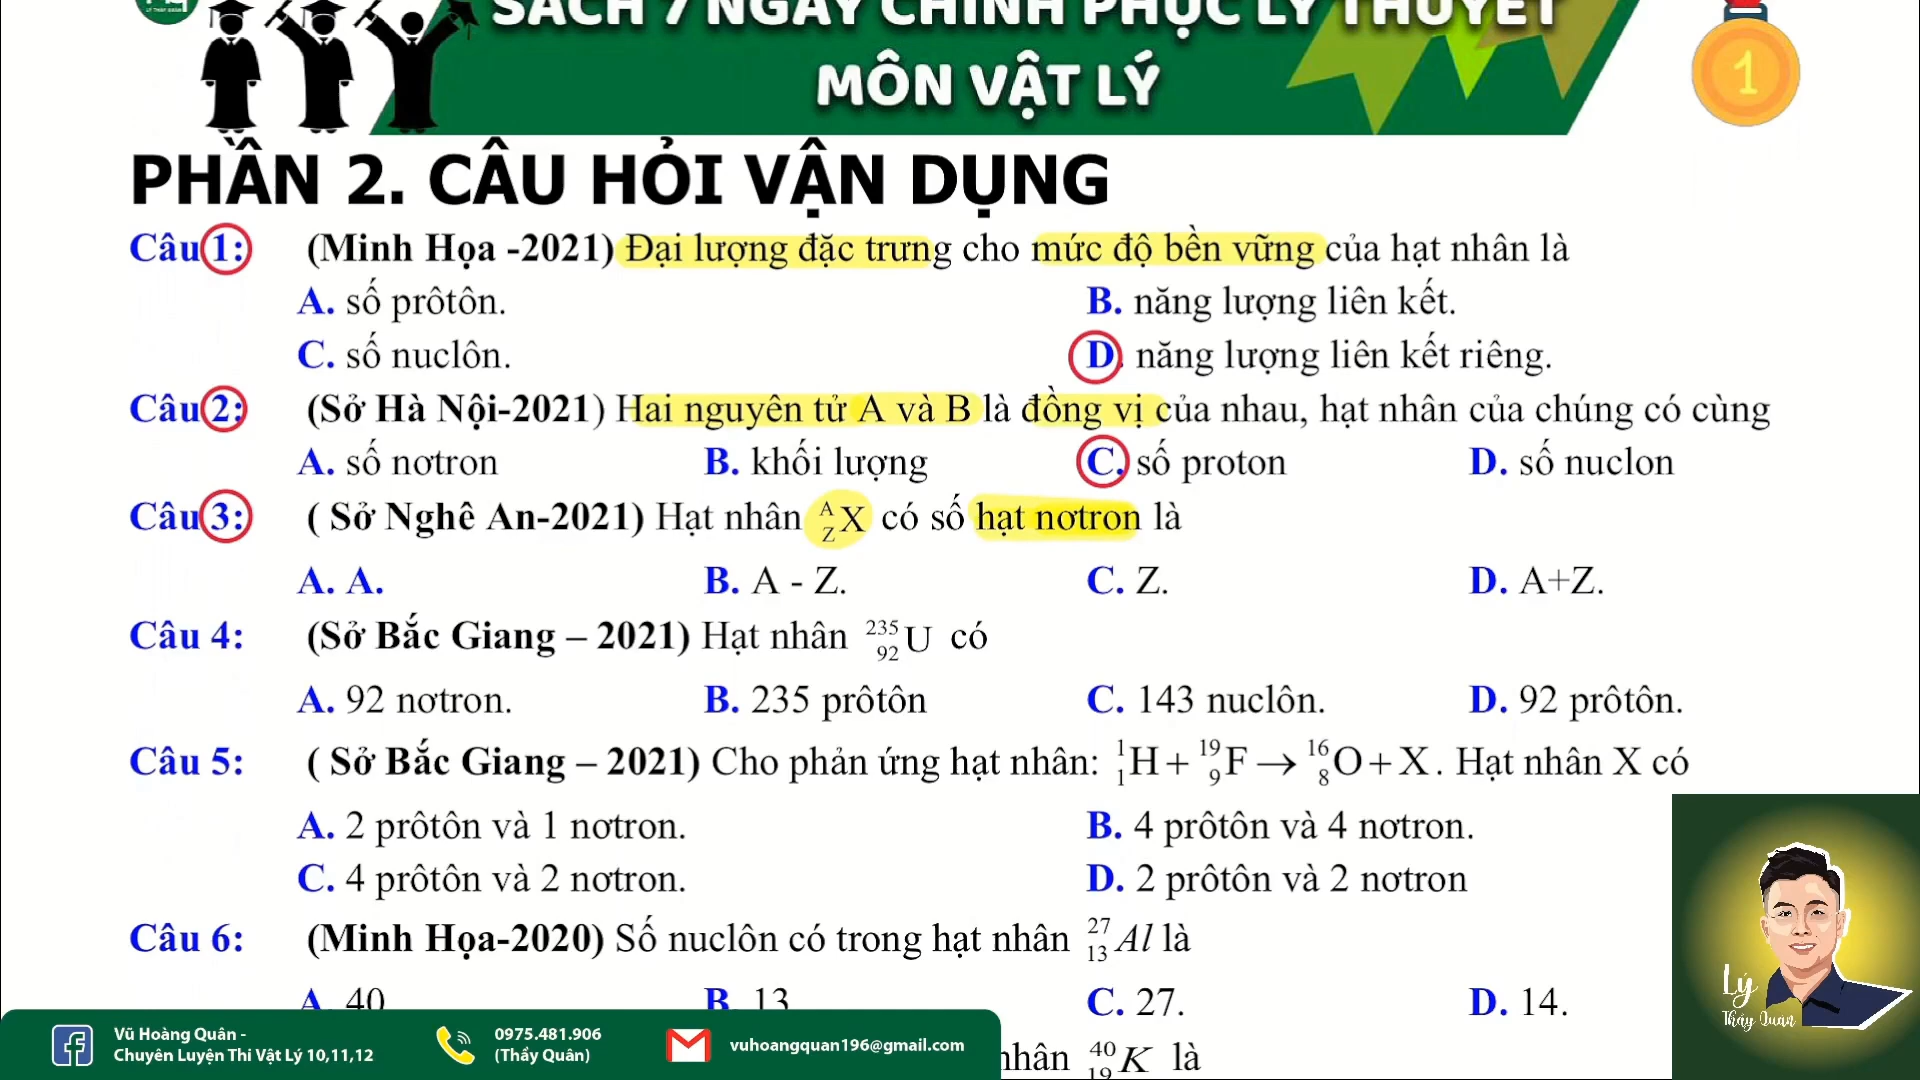 SÁCH 7 NGÀY CHINH PHỤC LÝ THUYẾT
MÔN VẬT LÝ
1
PHẦN 2. CÂU HỎI VẬN DỤNG
Câu 1: (Minh Họa -2021) Đại lượng đặc trưng cho mức độ bền vững của hạt nhân là
A. số prôtôn. B. năng lượng liên kết.
C. số nuclôn. D. năng lượng liên kết riêng.
Câu 2: (Sở Hà Nội-2021) Hai nguyên tử A và B là đồng vị của nhau, hạt nhân của chúng có cùng
A. số nơtron B. khối lượng C. số proton D. số nuclon
Câu 3: ( Sở Nghê An-2021) Hạt nhân ᴬ_Z X có số hạt nơtron là
A. A. B. A - Z. C. Z. D. A+Z.
Câu 4: (Sở Bắc Giang – 2021) Hạt nhân ²³⁵₉₂U có
A. 92 nơtron. B. 235 prôtôn C. 143 nuclôn. D. 92 prôtôn.
Câu 5: ( Sở Bắc Giang – 2021) Cho phản ứng hạt nhân: ¹₁H + ¹⁹₉F → ¹⁶₈O + X. Hạt nhân X có
A. 2 prôtôn và 1 nơtron. B. 4 prôtôn và 4 nơtron.
C. 4 prôtôn và 2 nơtron. D. 2 prôtôn và 2 nơtron
Câu 6: (Minh Họa-2020) Số nuclôn có trong hạt nhân ²⁷₁₃Al là
A. 40 B. 13 C. 27. D. 14.
nhân ⁴⁰₁₉K là
Vũ Hoàng Quân -
Chuyên Luyện Thi Vật Lý 10,11,12
0975.481.906
(Thầy Quân)
vuhoangquan196@gmail.com
Lý
Thầy Quân